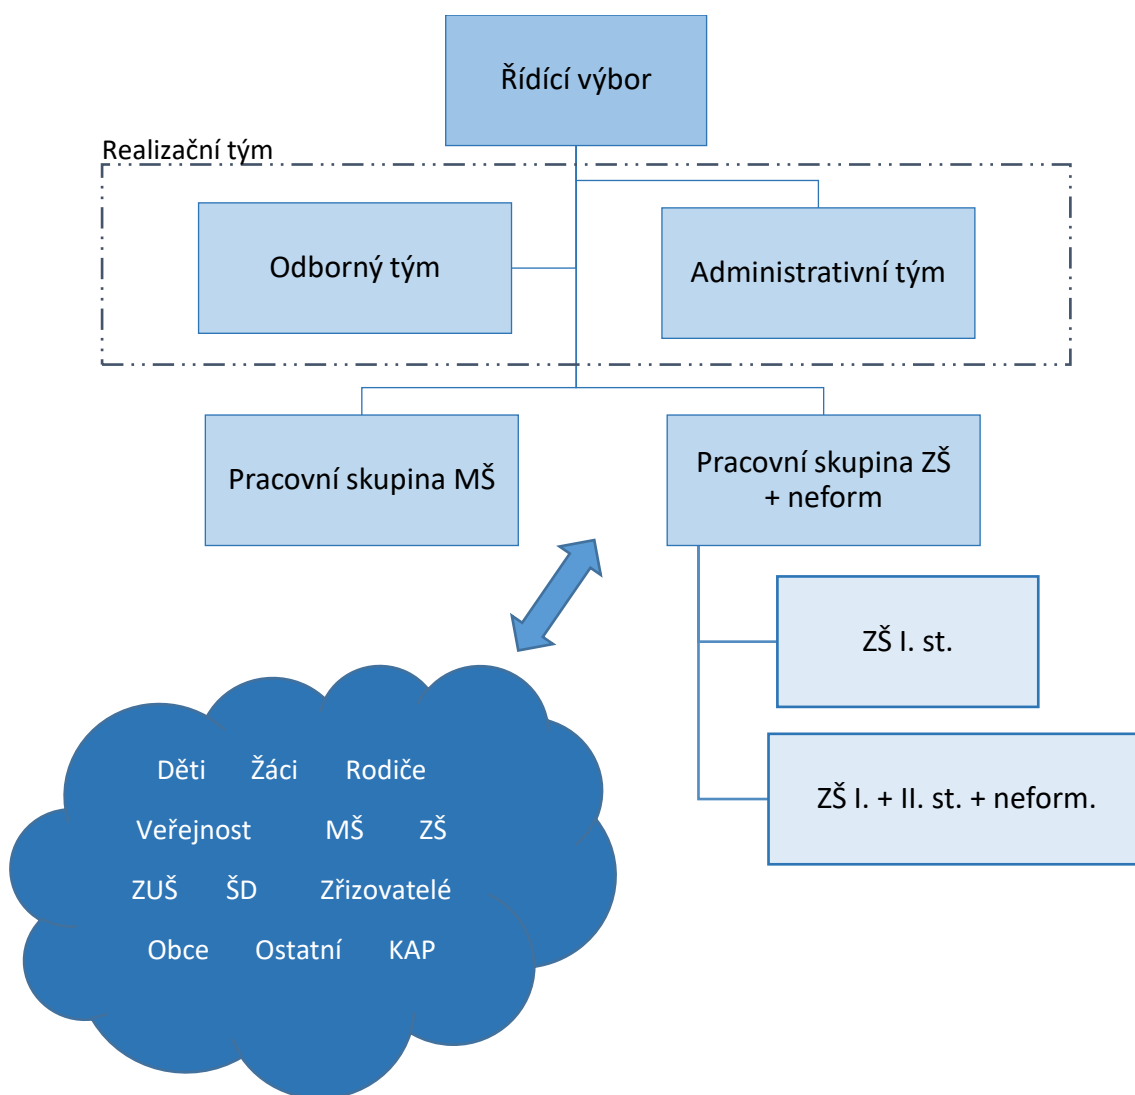 Řídící výbor
Realizační tým
Odborný tým
Administrativní tým
Pracovní skupina MŠ
Pracovní skupina ZŠ
+ neform
ZŠ I. st.
ZŠ I. + II. st. + neform.
Děti Žáci Rodiče
Veřejnost MŠ ZŠ
ZUŠ ŠD Zřizovatelé
Obce Ostatní KAP